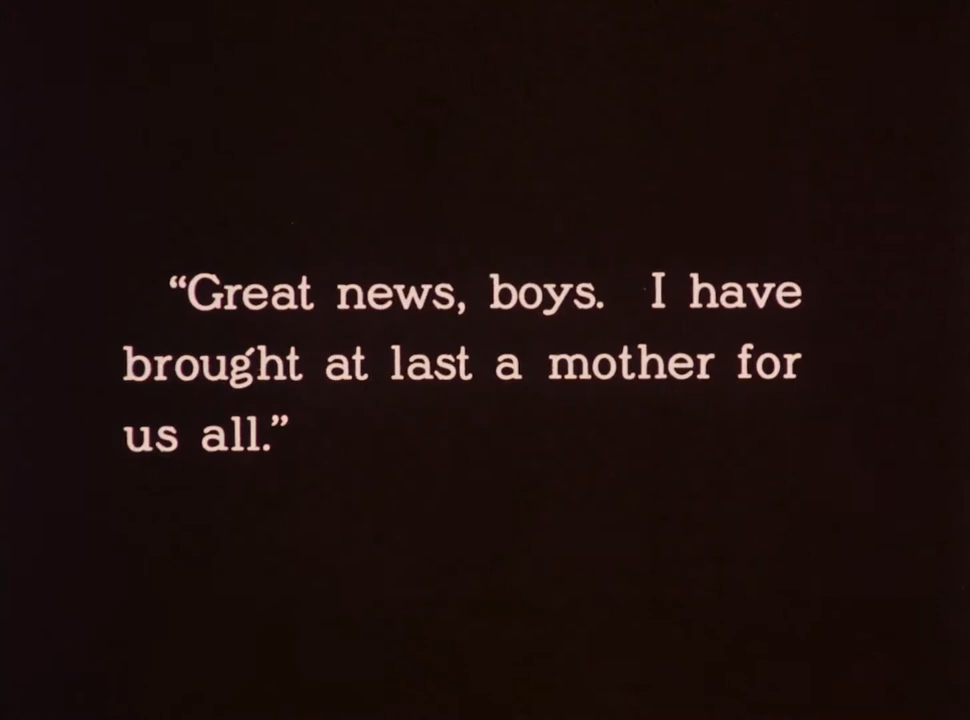 “Great news, boys.  I have
brought at last a mother for
us all.”